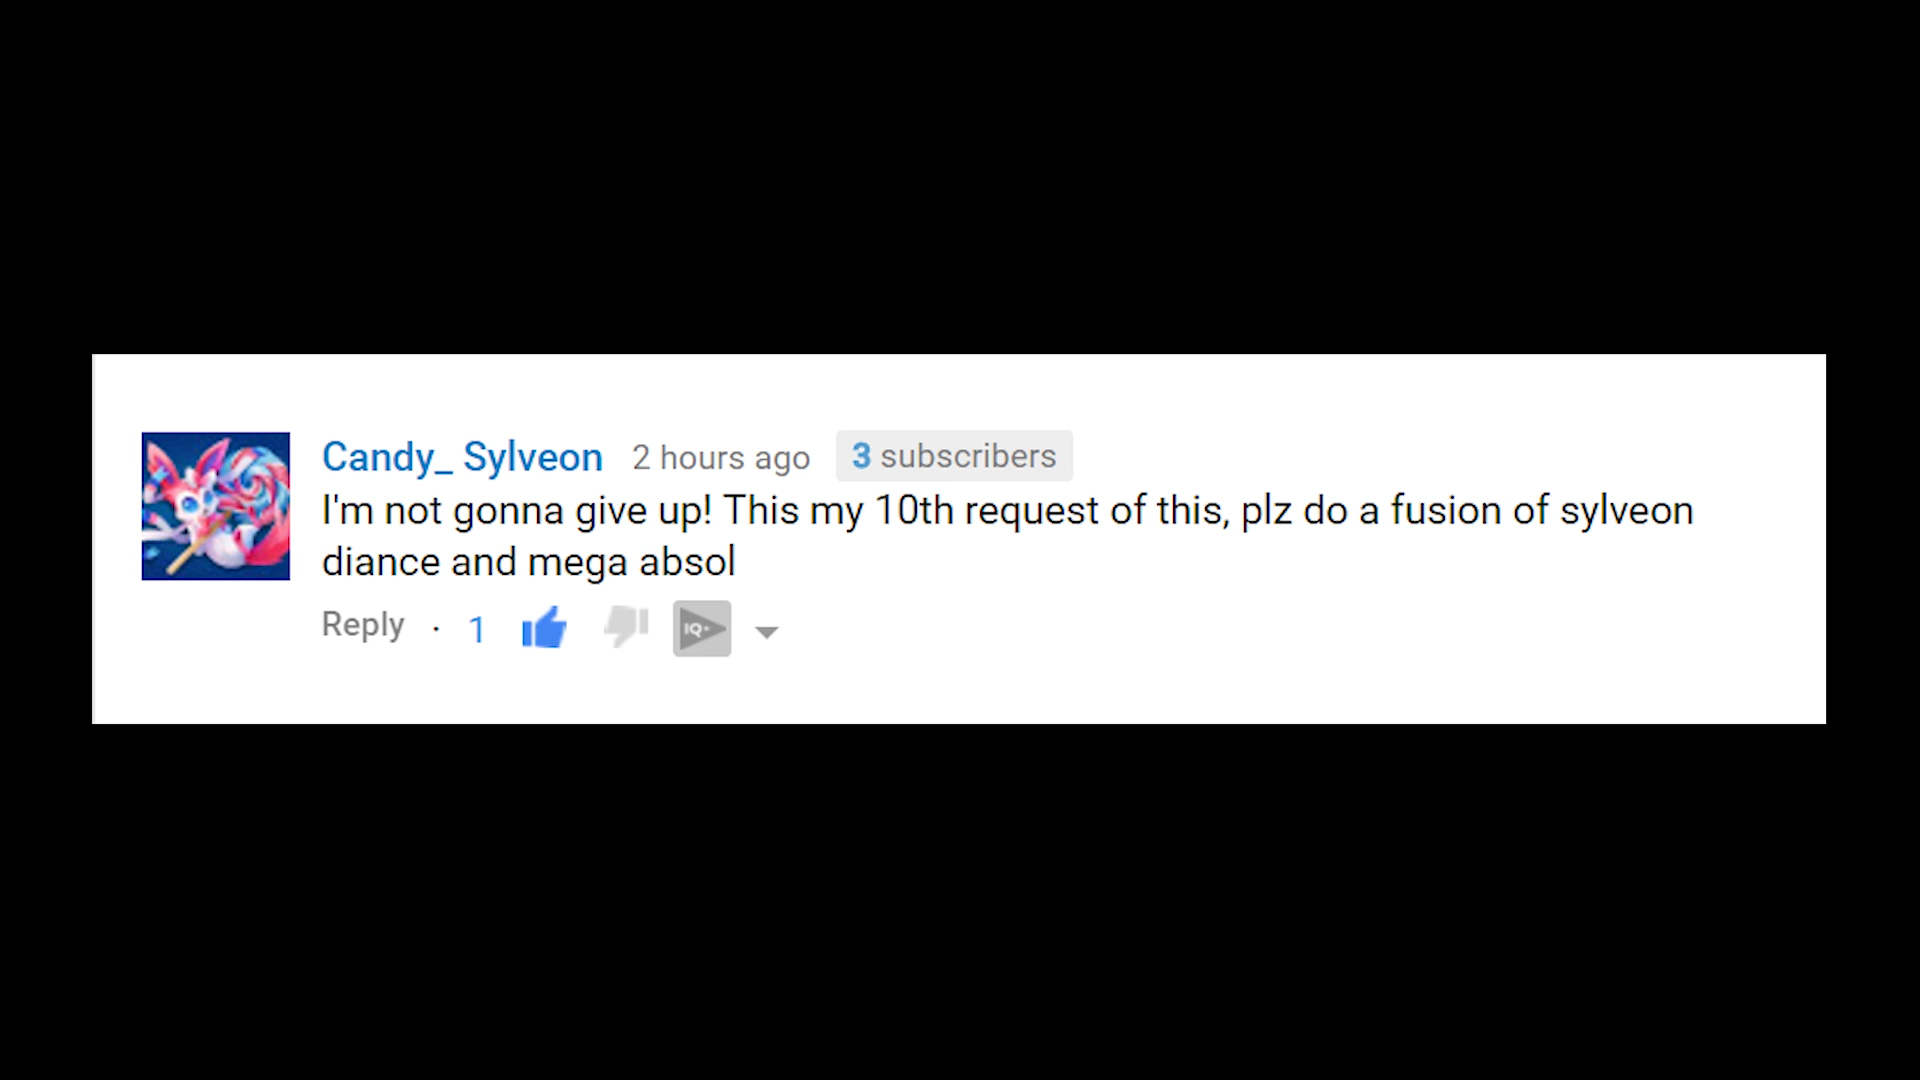 Candy_ Sylveon 2 hours ago 3 subscribers
I'm not gonna give up! This my 10th request of this, plz do a fusion of sylveon
diance and mega absol
Reply · 1 IQ+